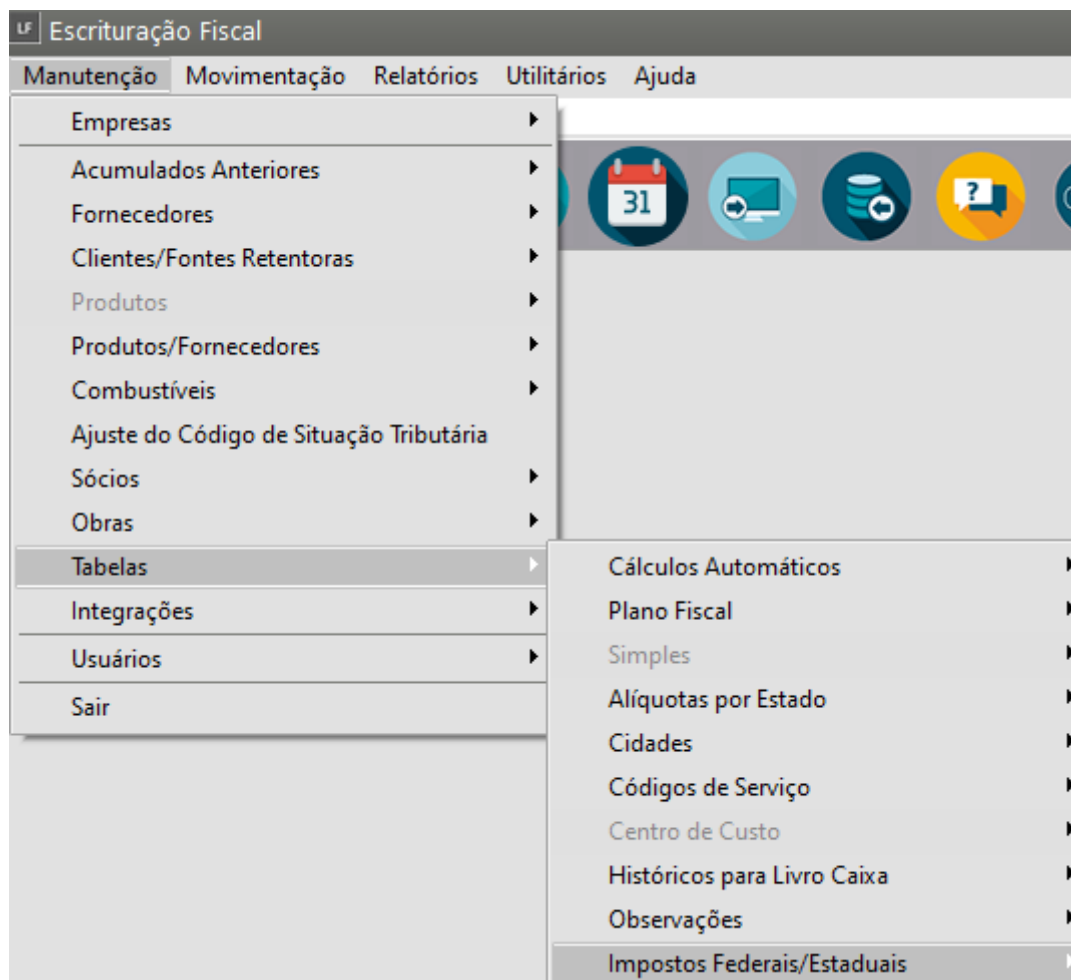 LF Escrituração Fiscal
Manutenção Movimentação Relatórios Utilitários Ajuda
Empresas
Acumulados Anteriores
Fornecedores
Clientes/Fontes Retentoras
Produtos
Produtos/Fornecedores
Combustíveis
Ajuste do Código de Situação Tributária
Sócios
Obras
Tabelas
Integrações
Usuários
Sair
31
?
Cálculos Automáticos
Plano Fiscal
Simples
Alíquotas por Estado
Cidades
Códigos de Serviço
Centro de Custo
Históricos para Livro Caixa
Observações
Impostos Federais/Estaduais